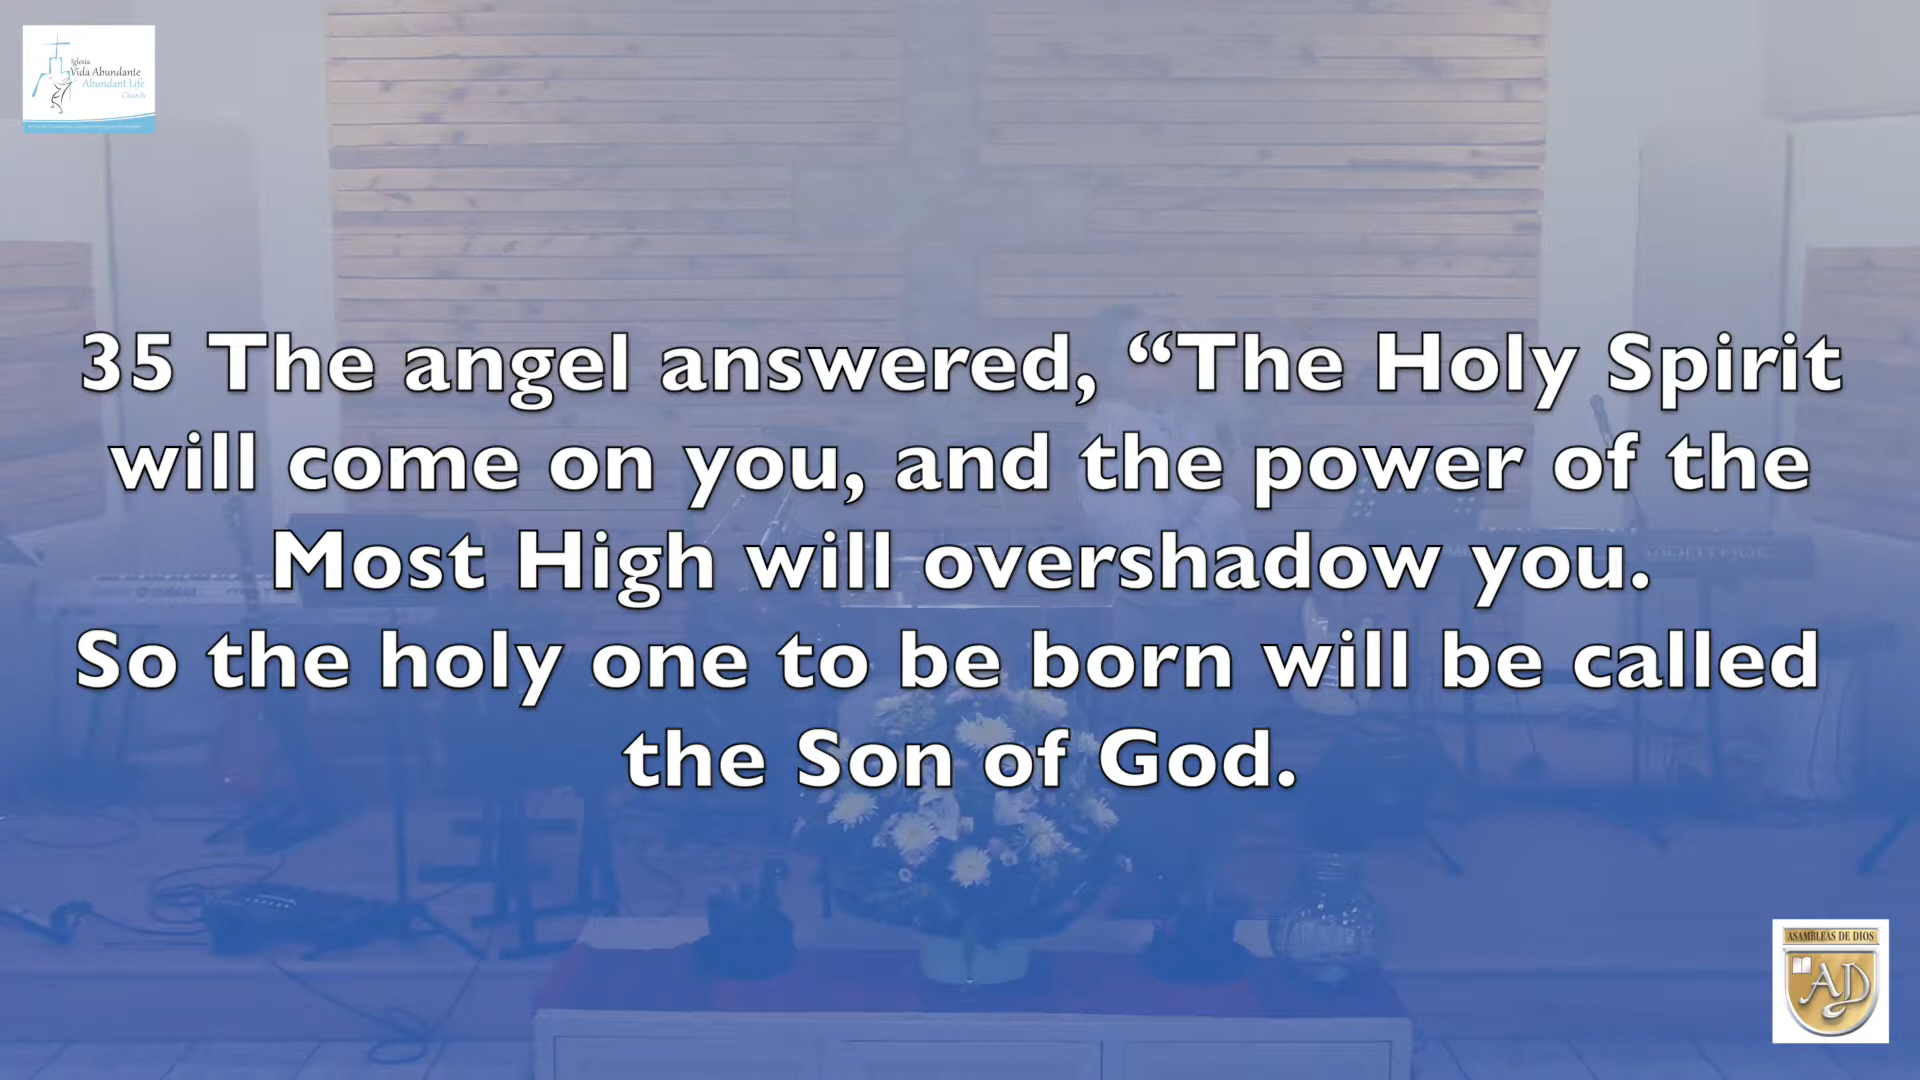 Iglesia
Vida Abundante
Abundant Life
Church
35 The angel answered, “The Holy Spirit
will come on you, and the power of the
Most High will overshadow you.
So the holy one to be born will be called
the Son of God.
YAMAHA
ASAMBLEAS DE DIOS
AD